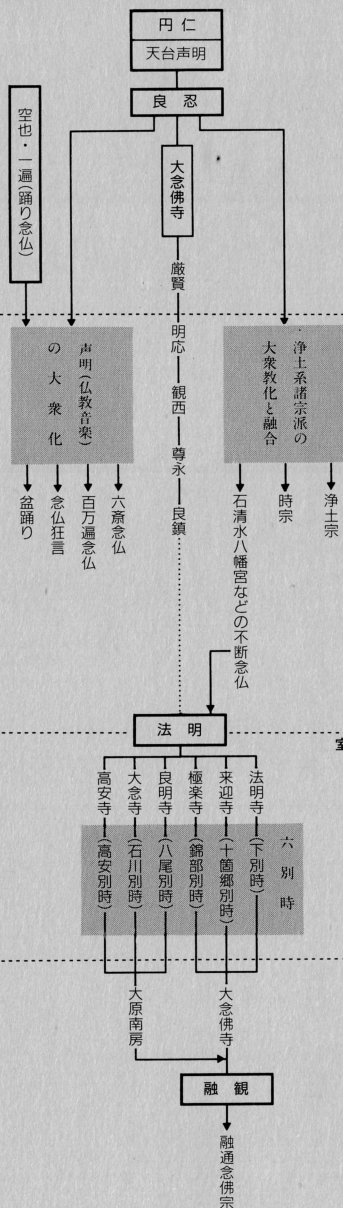 円仁
天台声明
良忍
空也・一遍(踊り念仏)
大念佛寺
厳賢
明応
観西
尊永
良鎮
浄土系諸宗派の
大衆教化と融合
声明(仏教音楽)
の大衆化
浄土宗
時宗
石清水八幡宮などの不断念仏
六斎念仏
百万遍念仏
念仏狂言
盆踊り
法明
室
六別時
法明寺(下別時)
来迎寺(十箇郷別時)
極楽寺(錦部別時)
良明寺(八尾別時)
大念寺(石川別時)
高安寺(高安別時)
大念佛寺
大原南房
融観
融通念佛宗